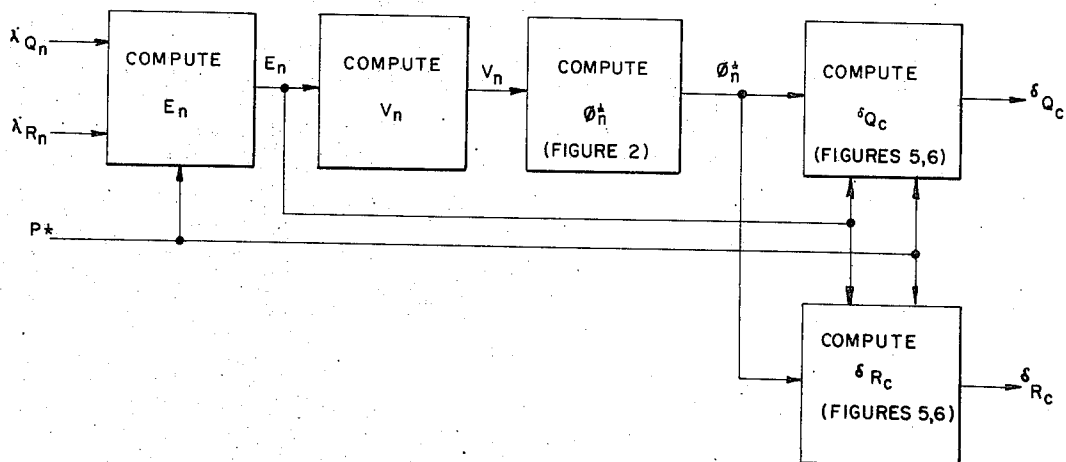 λ̇Qn
λ̇Rn
P*
COMPUTE
En
En
COMPUTE
Vn
Vn
COMPUTE
Øn*
(FIGURE 2)
Øn*
COMPUTE
δQc
(FIGURES 5,6)
δQc
COMPUTE
δRc
(FIGURES 5,6)
δRc